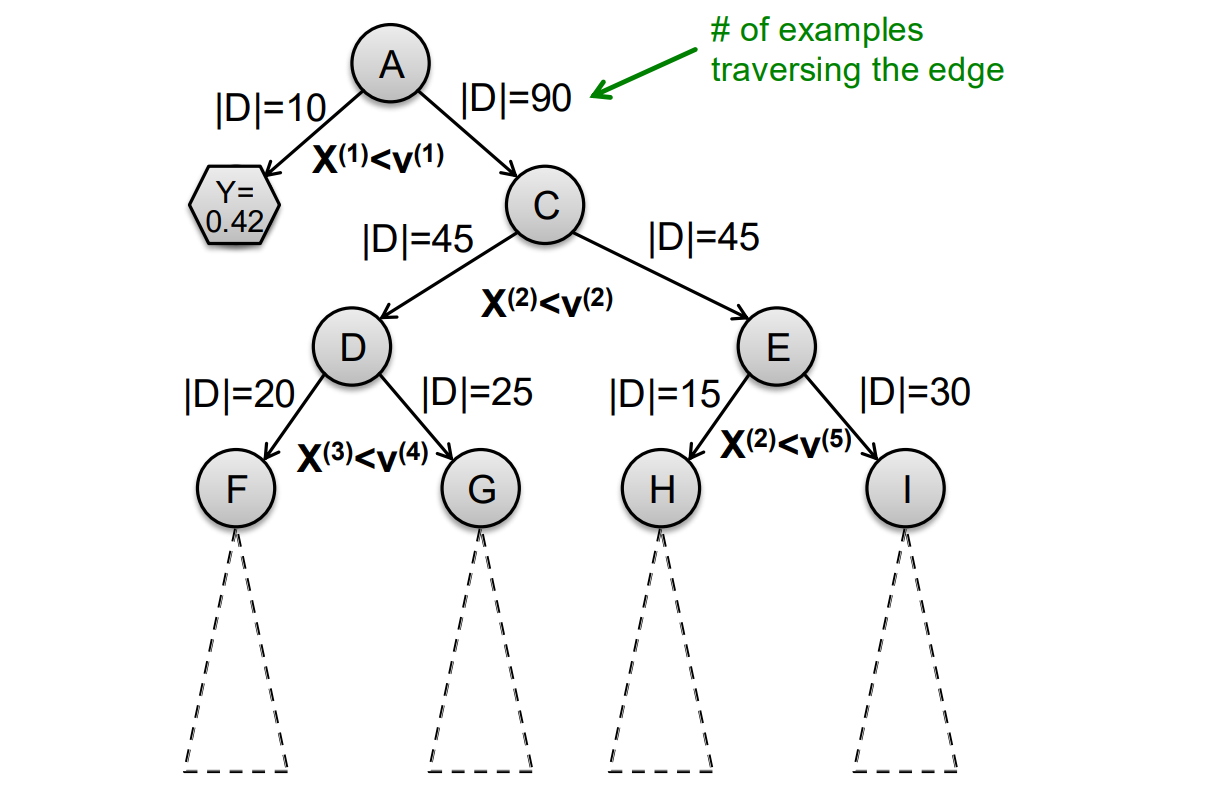 # of examples
traversing the edge
A
|D|=10
|D|=90
X(1)<v(1)
Y=
0.42
C
|D|=45
|D|=45
X(2)<v(2)
D
E
|D|=20
|D|=25
|D|=15
|D|=30
X(3)<v(4)
X(2)<v(5)
F
G
H
I